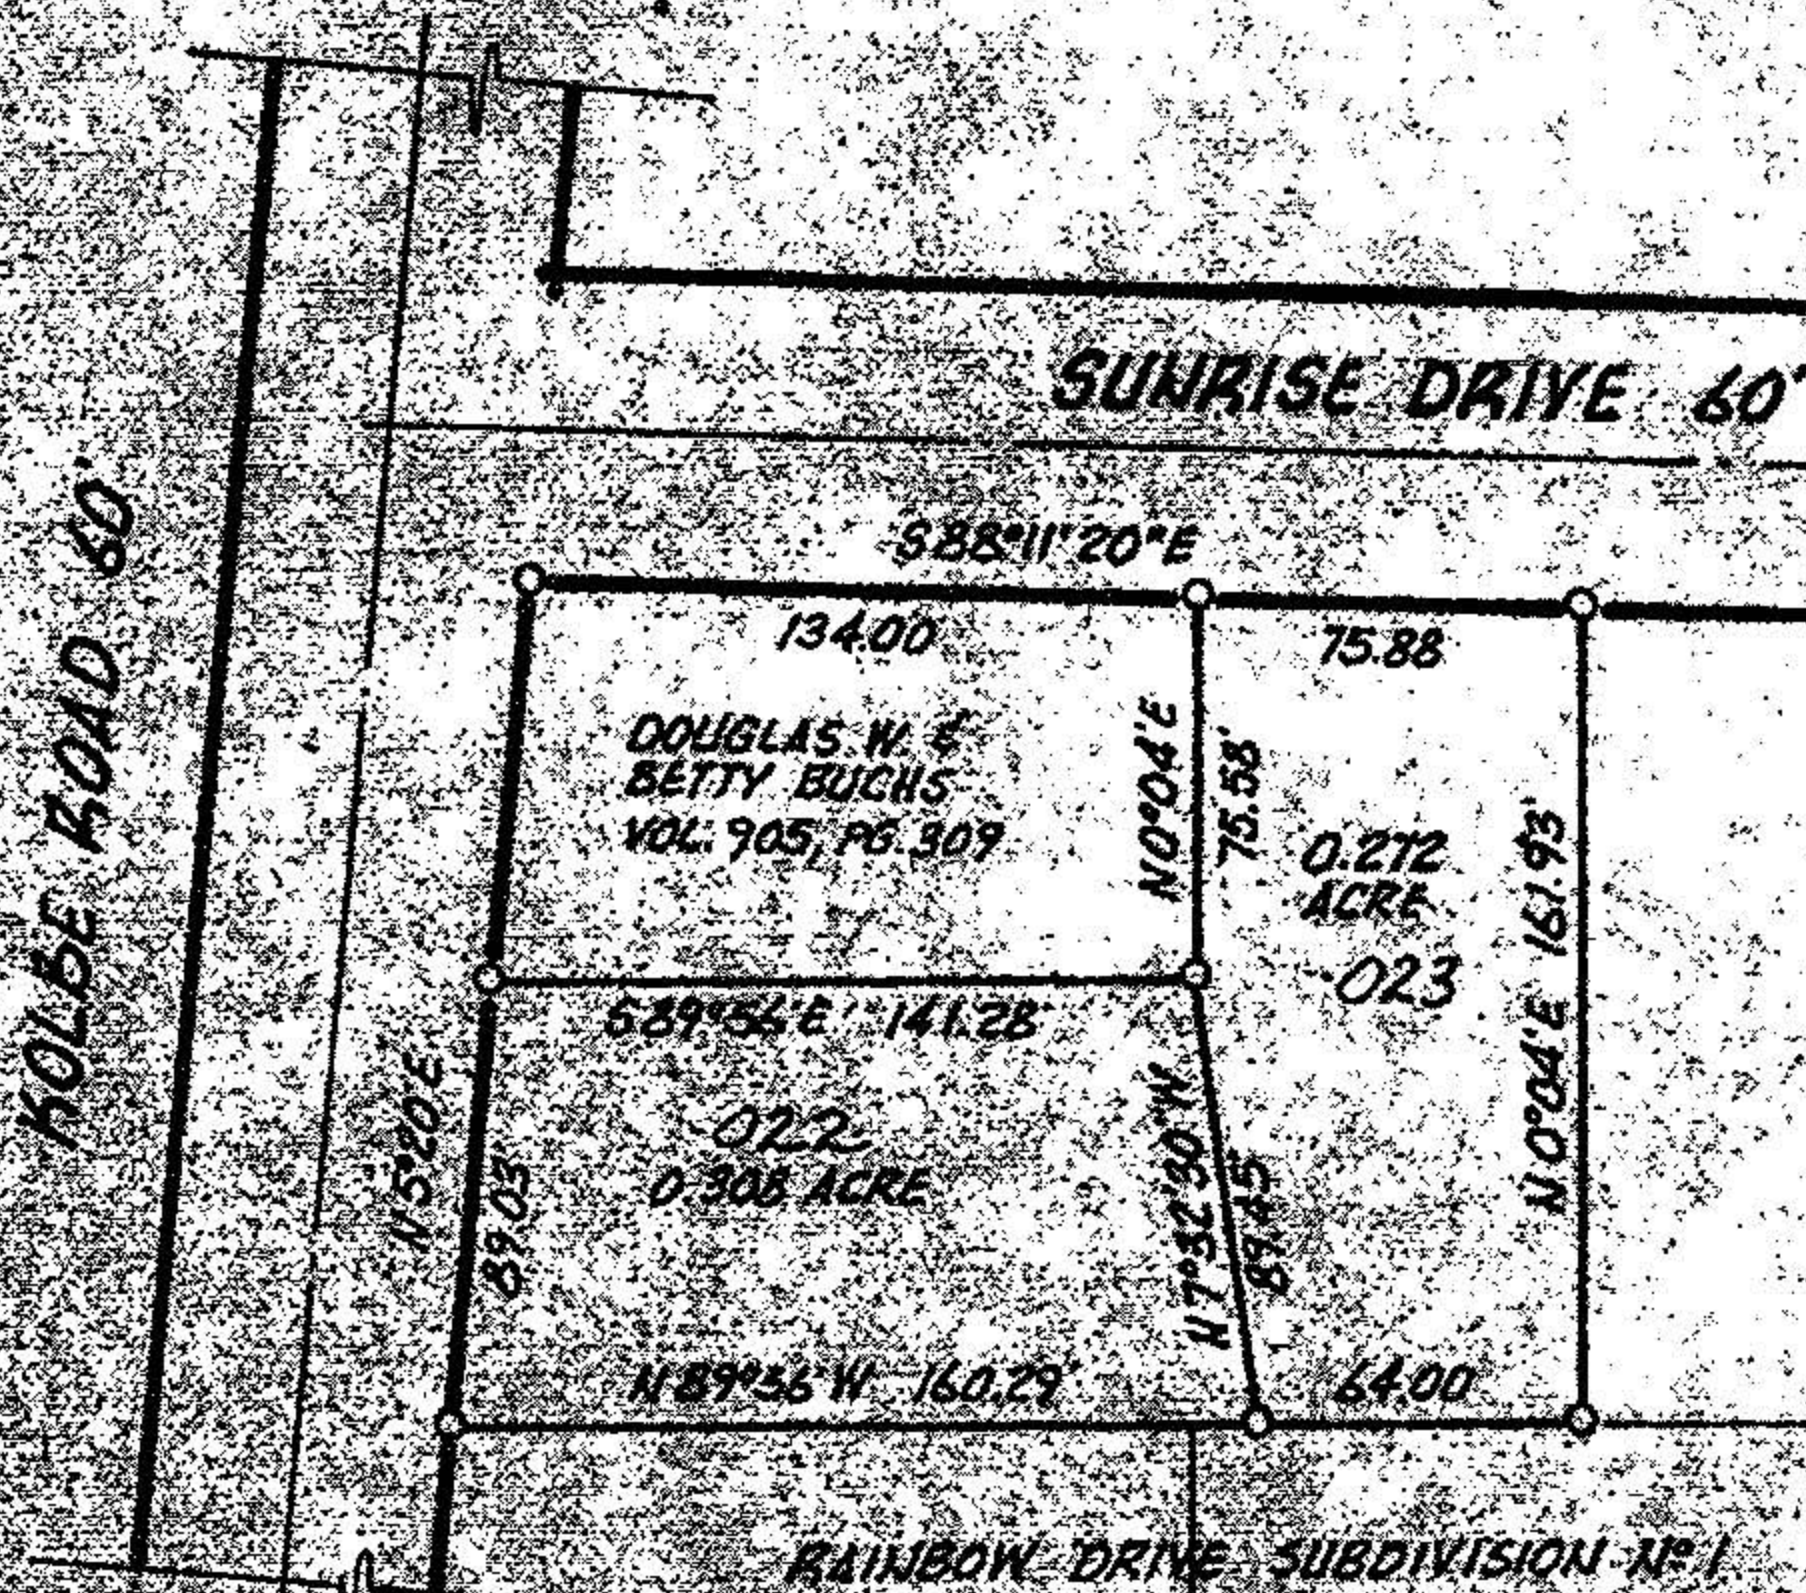 SUNRISE DRIVE 60'
KOLBE ROAD 60'
S88°11'20"E
134.00
75.88
DOUGLAS W. &
BETTY BUCHS
VOL. 905, PG. 309
N0°04'E
75.58'
0.272
ACRE
023
N0°04'E 161.93'
S89°56'E 141.28'
N5°20'E
89.03
022
0.308 ACRE
N7°32'30"W
89.45
N89°56'W 160.29'
64.00
RAINBOW DRIVE SUBDIVISION Nº 1